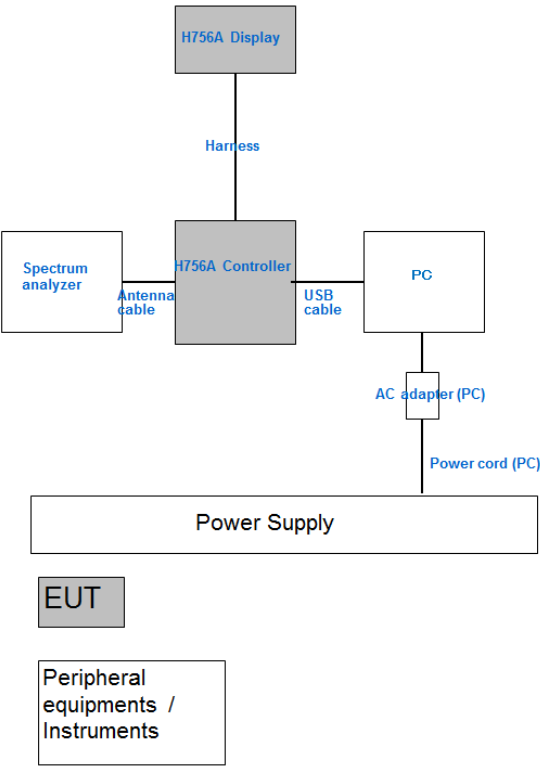 H756A Display
Harness
Spectrum
analyzer
H756A Controller
PC
Antenna
cable
USB
cable
AC adapter (PC)
Power cord (PC)
Power Supply
EUT
Peripheral
equipments /
Instruments